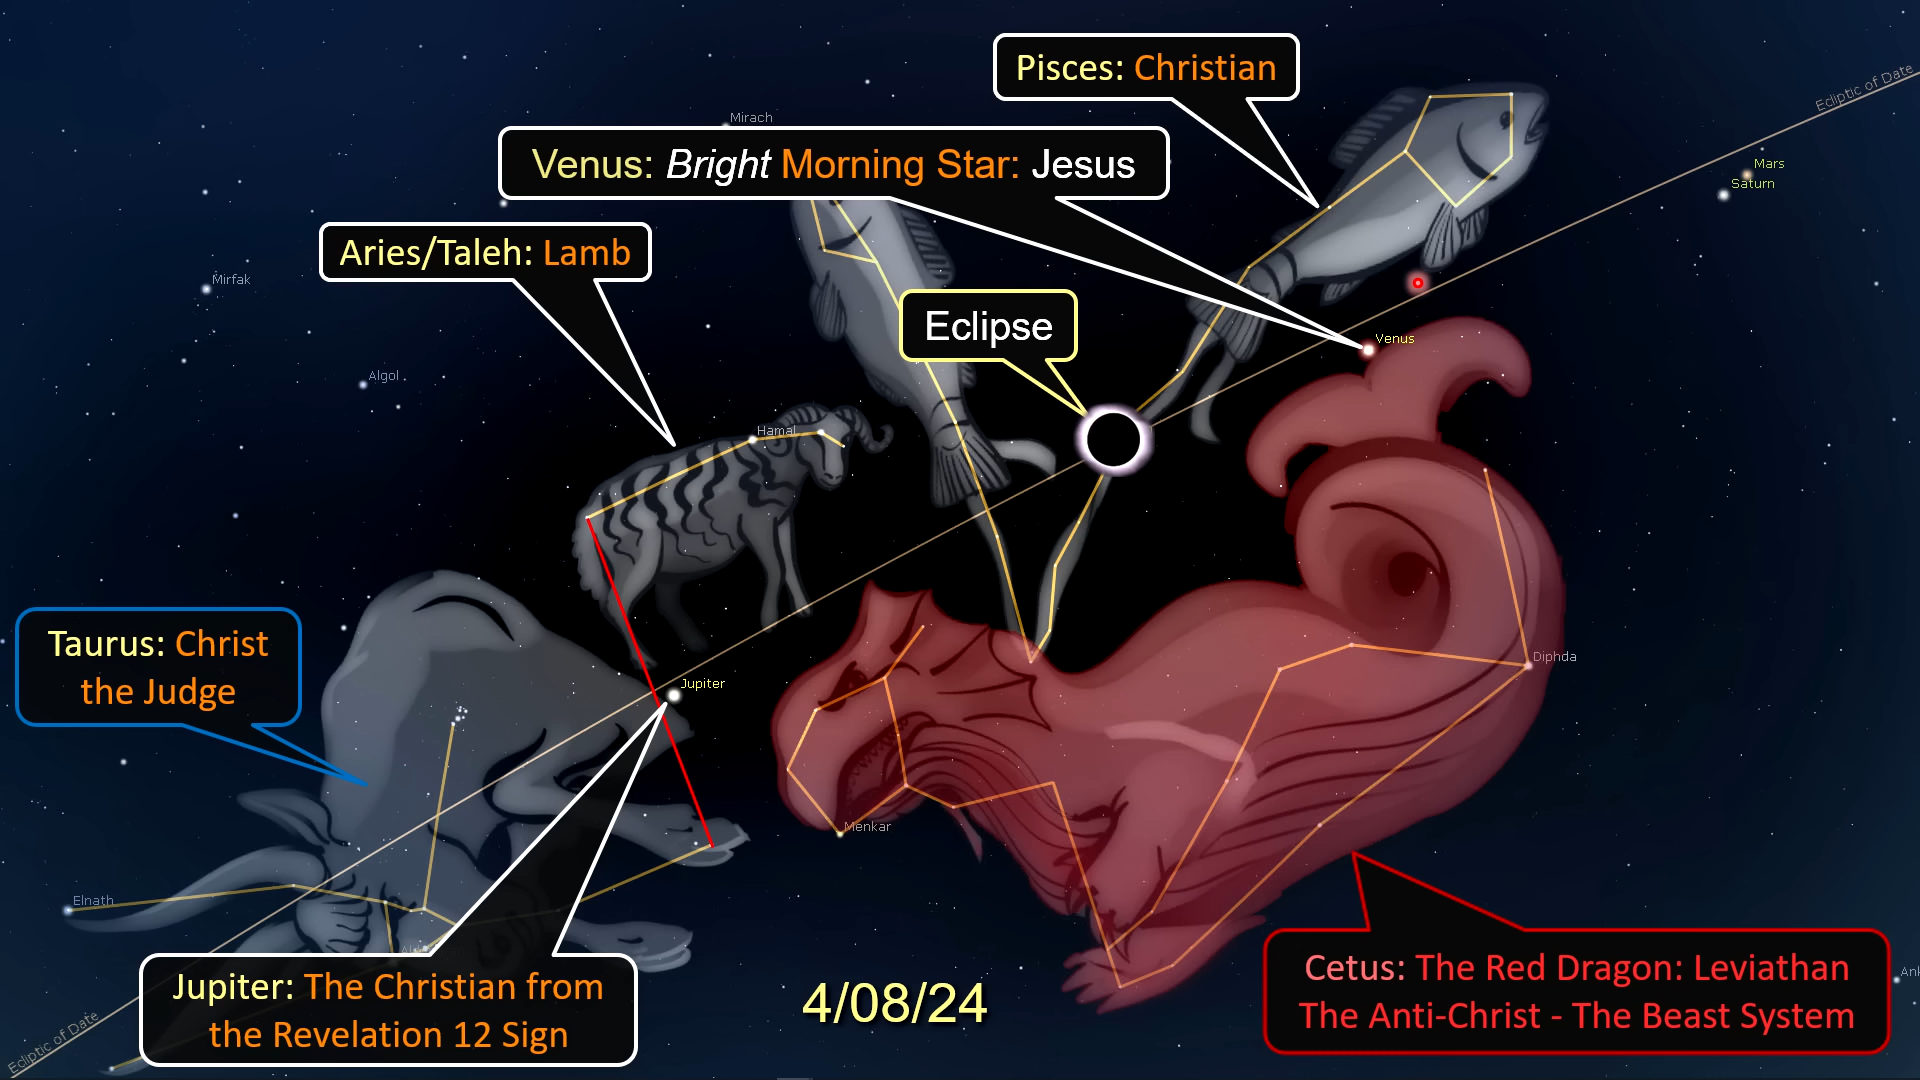 Pisces: Christian
Ecliptic of Date
Mirach
Venus: Bright Morning Star: Jesus
Mars
Saturn
Aries/Taleh: Lamb
Mirfak
Eclipse
Venus
Algol
Hamal
Taurus: Christ
the Judge
Diphda
Jupiter
Menkar
Elnath
Cetus: The Red Dragon: Leviathan
The Anti-Christ - The Beast System
Jupiter: The Christian from
the Revelation 12 Sign
4/08/24
Ecliptic of Date